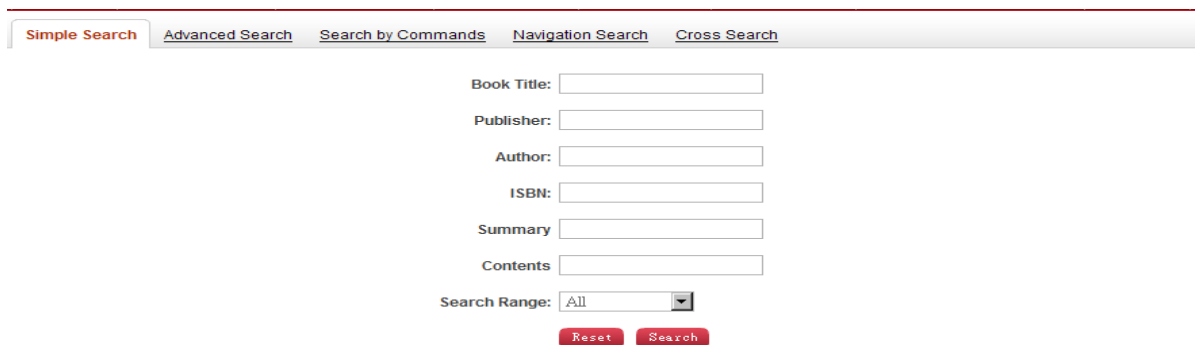 Simple Search Advanced Search Search by Commands Navigation Search Cross Search
Book Title:
Publisher:
Author:
ISBN:
Summary
Contents
Search Range: All
Reset Search